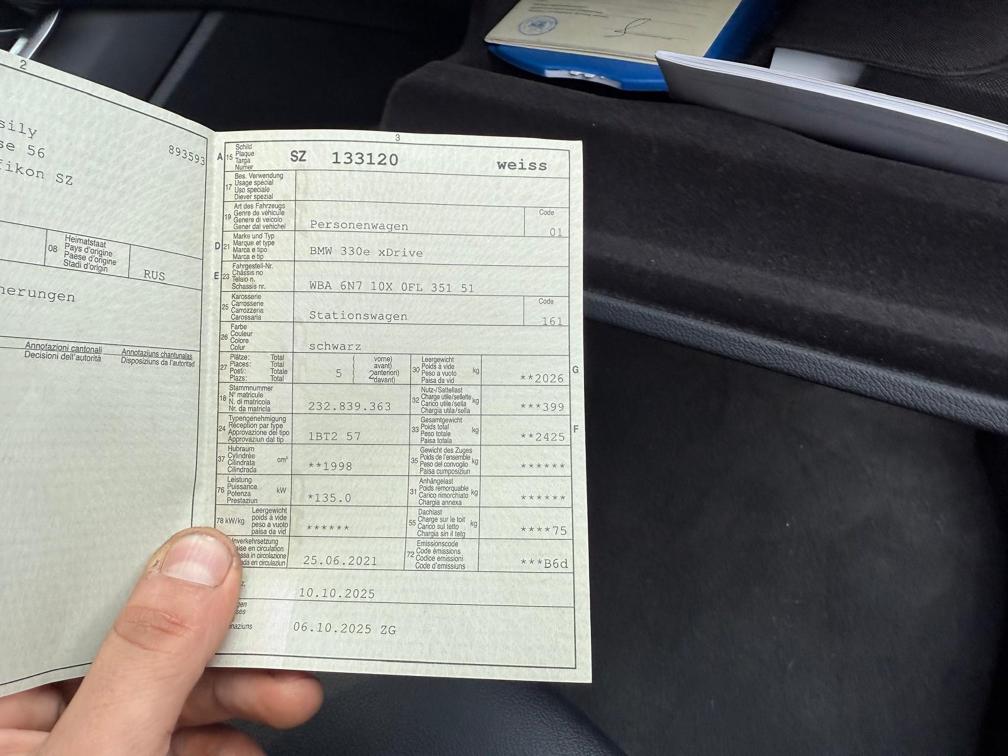 2
sily
se 56
fikon SZ
893593
08 Heimatstaat
Pays d'origine
Paese d'origine
Stadi d'origin
RUS
nerungen
Annotazioni cantonali
Decisioni dell'autorità
Annotaziuns chantunalas
Disposiziuns da l'autoritad
3
A 15 Schild
Plaque
Targa
Numer
SZ 133120 weiss
17 Bes. Verwendung
Usage spécial
Uso speciale
Diever spezial
19 Art des Fahrzeugs
Genre de véhicule
Genere di veicolo
Gener dal vehichel
Personenwagen
Code
01
D 21 Marke und Typ
Marque et type
Marca e tipo
Marca e tip
BMW 330e xDrive
E 23 Fahrgestell-Nr.
Châssis no
Telaio n.
Schassis nr.
WBA 6N7 10X 0FL 351 51
25 Karosserie
Carrosserie
Carrozzeria
Carossaria
Stationswagen
Code
161
26 Farbe
Couleur
Colore
Colur
schwarz
27 Plätze: Total
Places: Total
Posti: Totale
Plazs: Total
5
vorne)
avant)
2 anteriori)
davant)
30 Leergewicht
Poids à vide
Peso a vuoto
Paisa da vid
kg
**2026
G
18 Stammnummer
N° matricule
N. di matricola
Nr. da matricla
232.839.363
32 Nutz-/Sattellast
Charge utile/sellette
Carico utile/sella
Chargia utila/sella
kg
***399
24 Typengenehmigung
Réception par type
Approvazione del tipo
Approvaziun dal tip
1BT2 57
33 Gesamtgewicht
Poids total
Peso totale
Paisa totala
kg
**2425
F
37 Hubraum
Cylindrée
Cilindrata
Cilindrada
cm³
**1998
35 Gewicht des Zuges
Poids de l'ensemble
Peso del convoglio
Paisa cumposiziun
kg
******
76 Leistung
Puissance
Potenza
Prestaziun
kW
*135.0
31 Anhängelast
Poids remorquable
Carico rimorchiato
Chargia annexa
kg
******
78 kW/kg
Leergewicht
poids à vide
peso a vuoto
paisa da vid
******
55 Dachlast
Charge sur le toit
Carico sul tetto
Chargia sin il tetg
kg
****75
nverkehrsetzung
ise en circulation
essa in circolazione
ada en circulaziun
25.06.2021
72 Emissionscode
Code émissions
Codice emissioni
Code d'emissiuns
***B6d
10.10.2025
06.10.2025 ZG